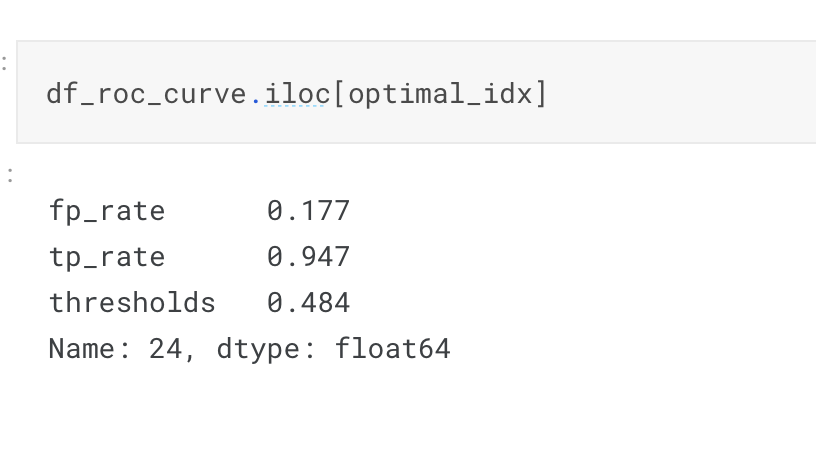 :
df_roc_curve.iloc[optimal_idx]
:
fp_rate      0.177
tp_rate      0.947
thresholds   0.484
Name: 24, dtype: float64